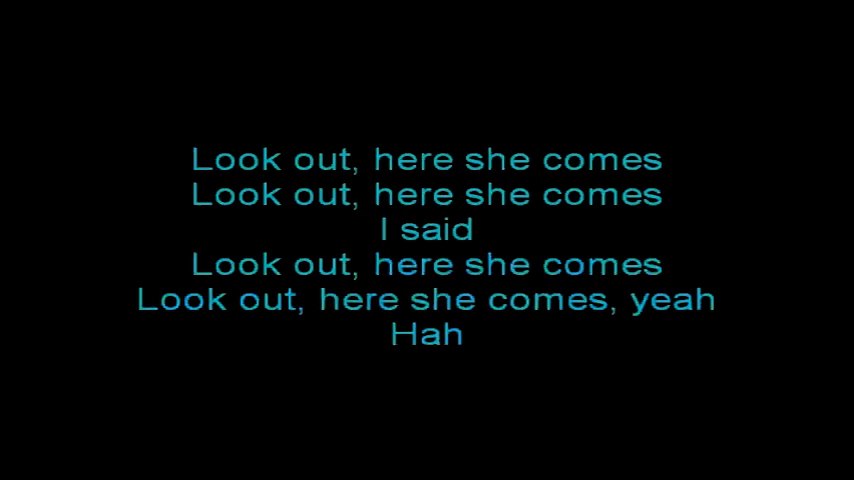 Look out, here she comes
Look out, here she comes
I said
Look out, here she comes
Look out, here she comes, yeah
Hah